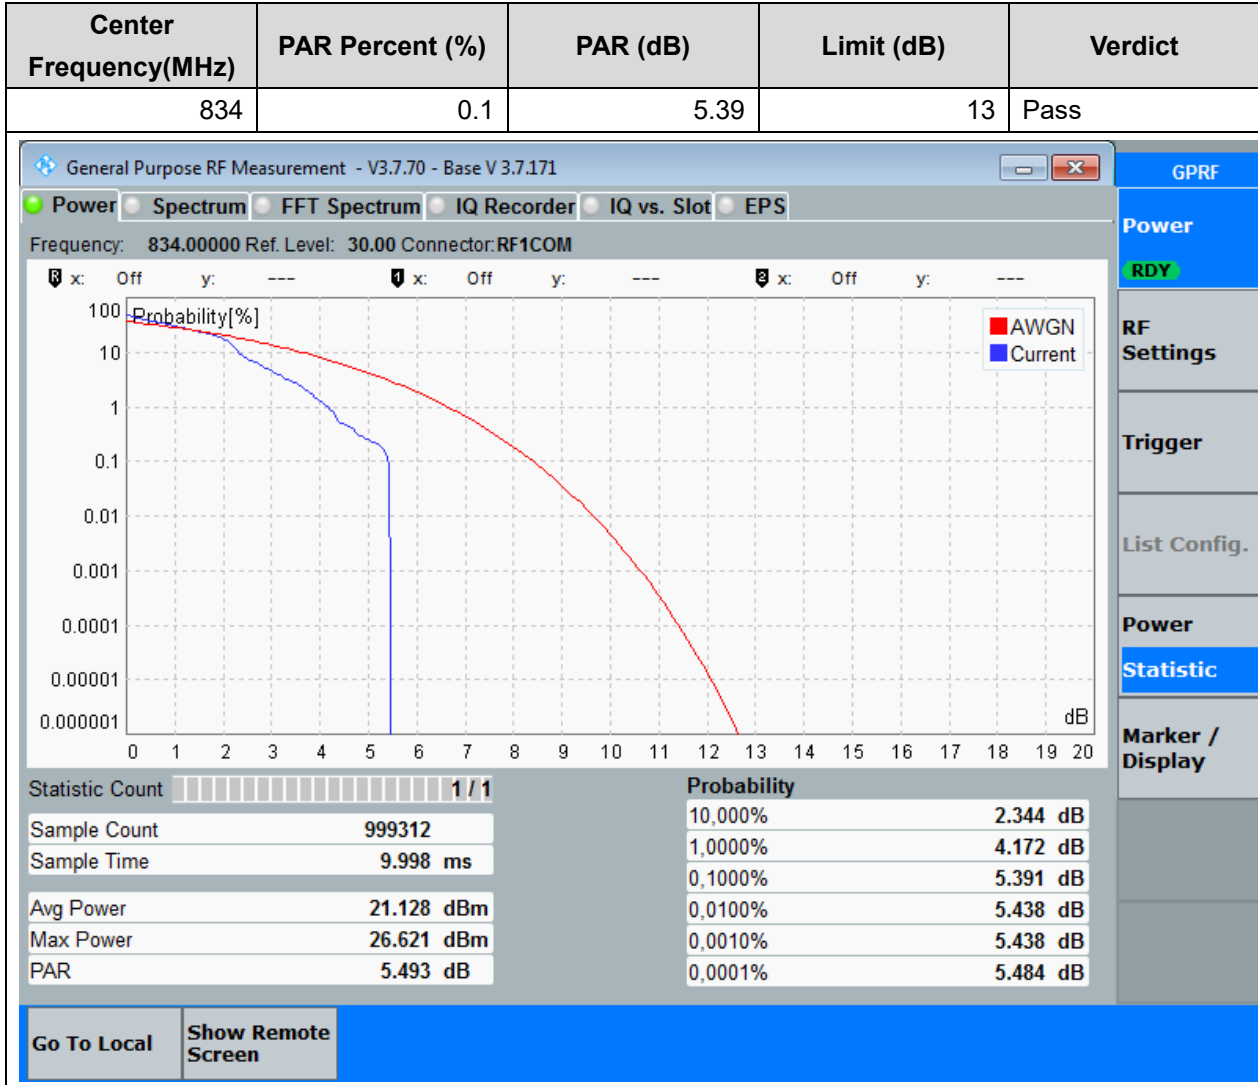 Center Frequency(MHz) PAR Percent (%) PAR (dB) Limit (dB) Verdict
834 0.1 5.39 13 Pass
General Purpose RF Measurement - V3.7.70 - Base V 3.7.171
GPRF
Power Spectrum FFT Spectrum IQ Recorder IQ vs. Slot EPS
Power
RDY
Frequency: 834.00000 Ref. Level: 30.00 Connector: RF1COM
R x: Off y: --- 1 x: Off y: --- 2 x: Off y: ---
Probability[%]
AWGN
Current
100
10
1
0.1
0.01
0.001
0.0001
0.00001
0.000001
dB
0 1 2 3 4 5 6 7 8 9 10 11 12 13 14 15 16 17 18 19 20
RF Settings
Trigger
List Config.
Power
Statistic
Marker / Display
Statistic Count 1 / 1
Sample Count 999312
Sample Time 9.998 ms
Avg Power 21.128 dBm
Max Power 26.621 dBm
PAR 5.493 dB
Probability
10,000% 2.344 dB
1,0000% 4.172 dB
0,1000% 5.391 dB
0,0100% 5.438 dB
0,0010% 5.438 dB
0,0001% 5.484 dB
Go To Local
Show Remote Screen